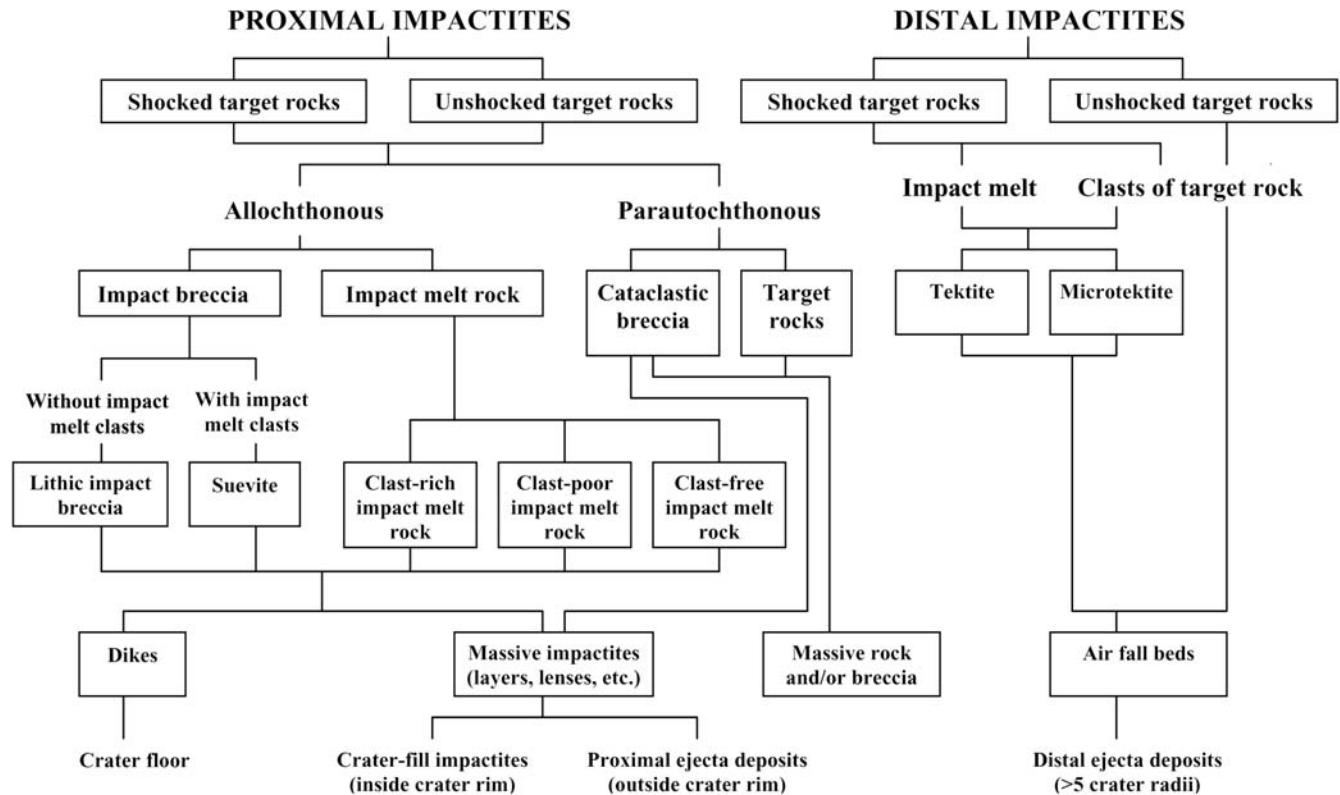 PROXIMAL IMPACTITES
DISTAL IMPACTITES
Shocked target rocks
Unshocked target rocks
Shocked target rocks
Unshocked target rocks
Impact melt
Clasts of target rock
Allochthonous
Parautochthonous
Impact breccia
Impact melt rock
Cataclastic
breccia
Target
rocks
Tektite
Microtektite
Without impact
melt clasts
With impact
melt clasts
Lithic impact
breccia
Suevite
Clast-rich
impact melt
rock
Clast-poor
impact melt
rock
Clast-free
impact melt
rock
Dikes
Massive impactites
(layers, lenses, etc.)
Massive rock
and/or breccia
Air fall beds
Crater floor
Crater-fill impactites
(inside crater rim)
Proximal ejecta deposits
(outside crater rim)
Distal ejecta deposits
(>5 crater radii)